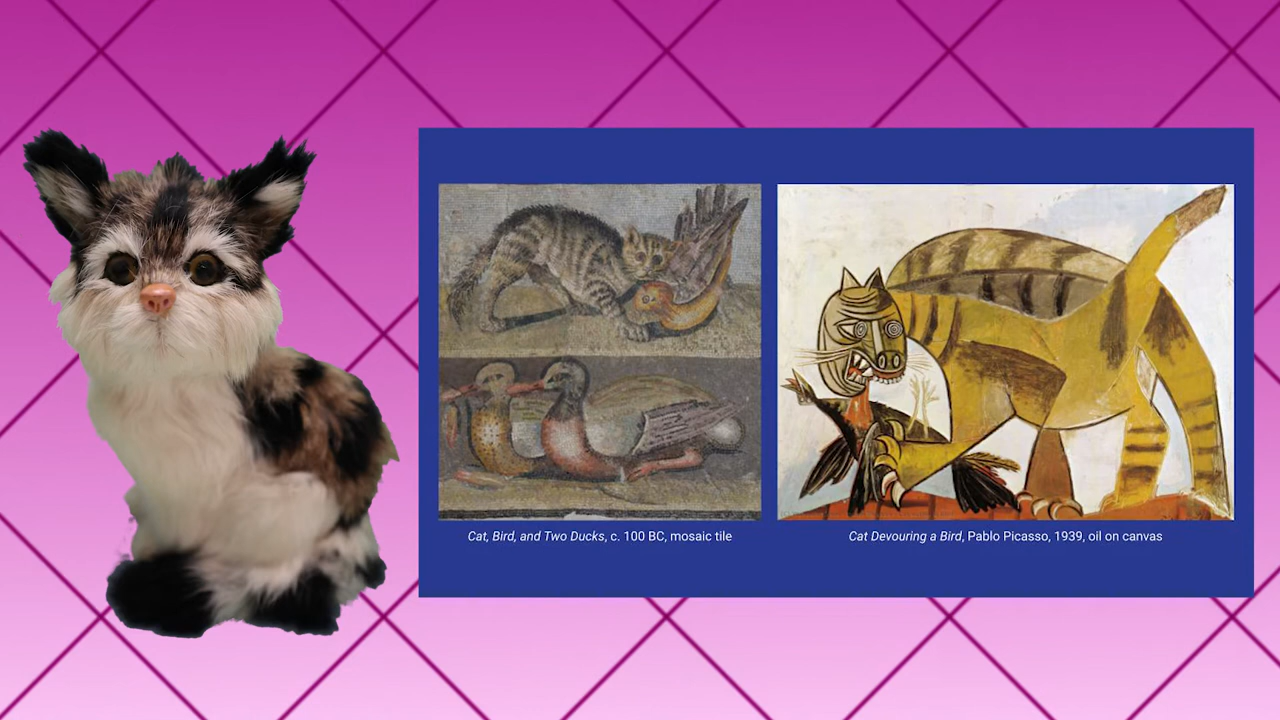 Cat, Bird, and Two Ducks, c. 100 BC, mosaic tile
Cat Devouring a Bird, Pablo Picasso, 1939, oil on canvas